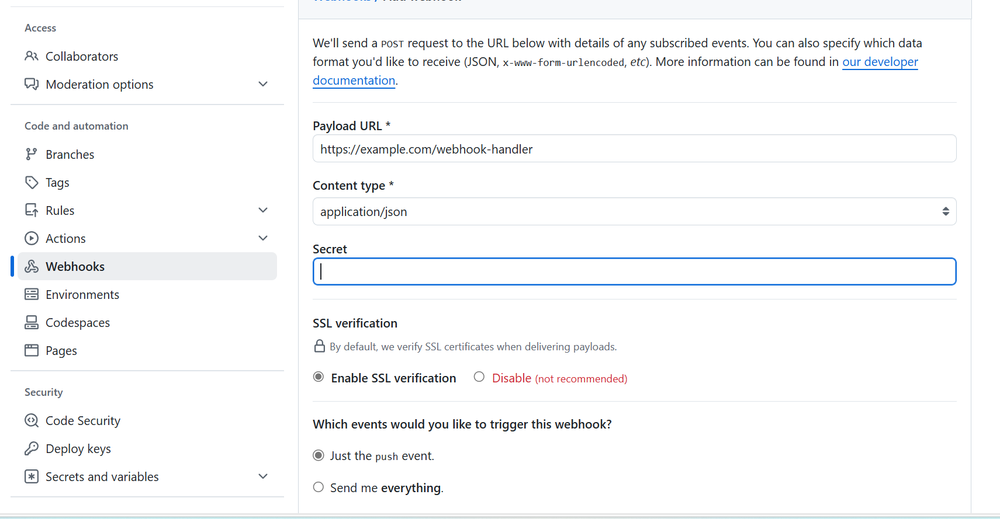 Access
Collaborators
Moderation options
Code and automation
Branches
Tags
Rules
Actions
Webhooks
Environments
Codespaces
Pages
Security
Code Security
Deploy keys
Secrets and variables
Webhooks / Add webhook
We'll send a POST request to the URL below with details of any subscribed events. You can also specify which data
format you'd like to receive (JSON, x-www-form-urlencoded, etc). More information can be found in our developer
documentation.
Payload URL *
https://example.com/webhook-handler
Content type *
application/json
Secret
SSL verification
By default, we verify SSL certificates when delivering payloads.
Enable SSL verification Disable (not recommended)
Which events would you like to trigger this webhook?
Just the push event.
Send me everything.